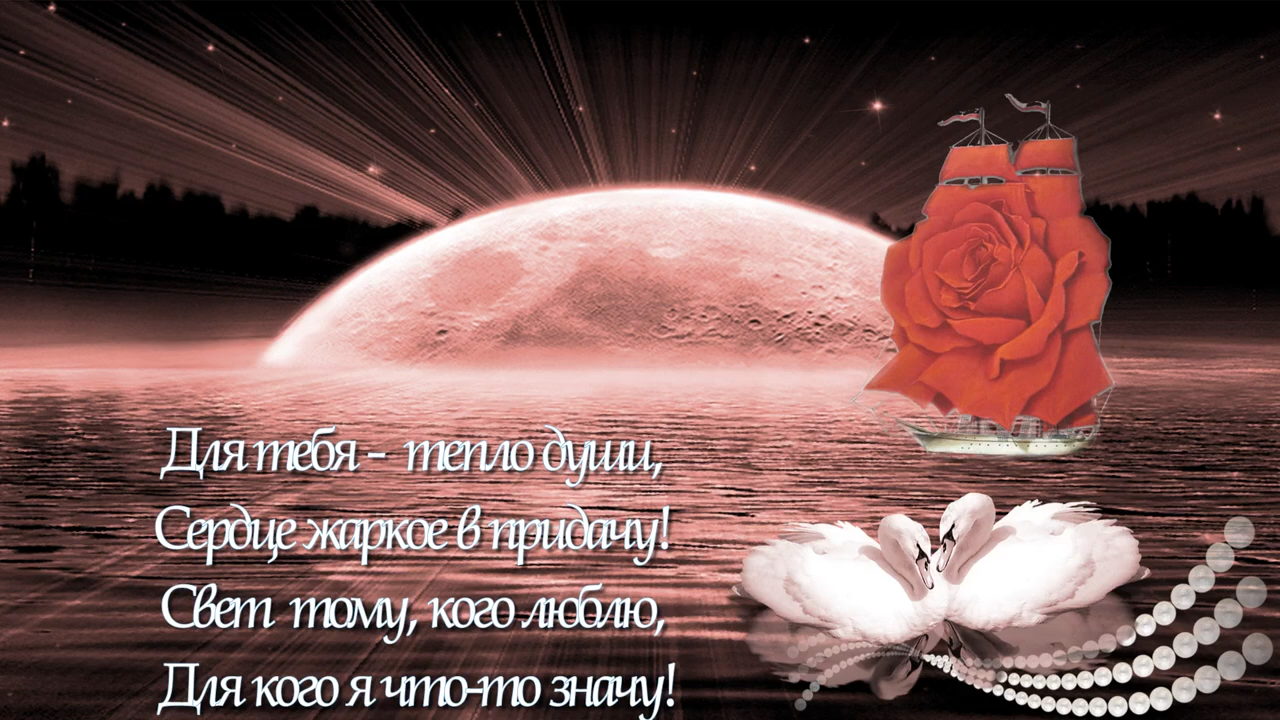 Для тебя – тепло души,
Сердце жаркое в придачу!
Свет тому, кого люблю,
Для кого я что-то значу!